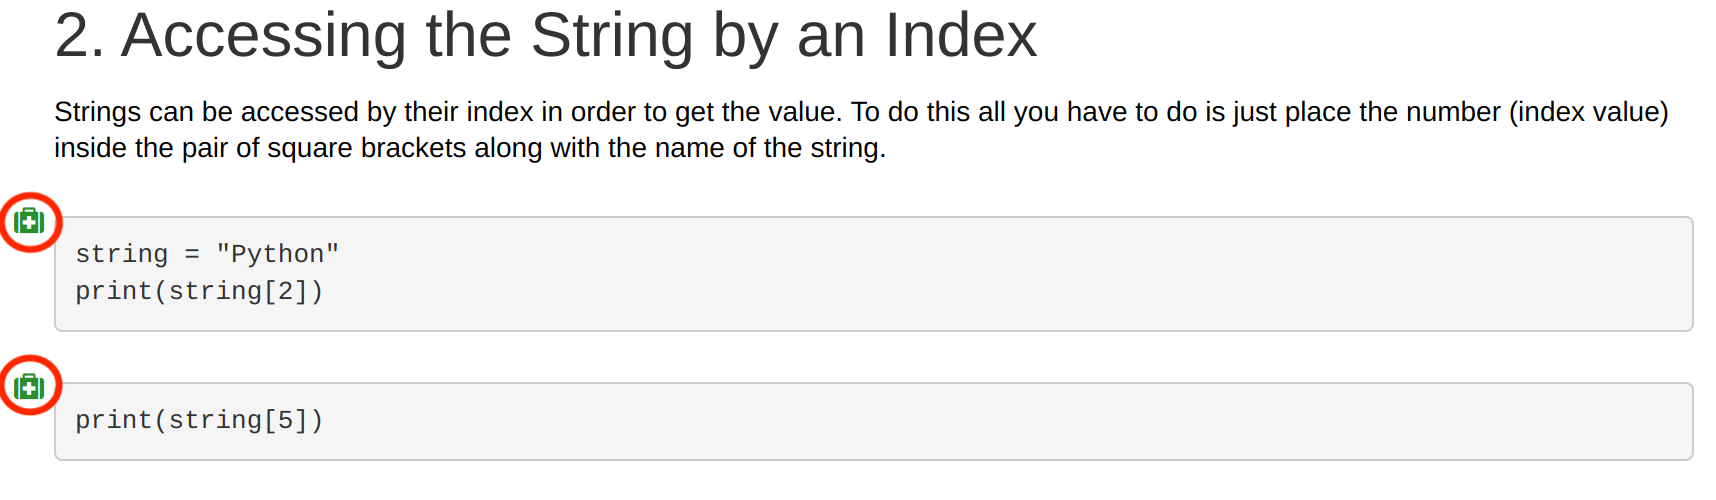 2. Accessing the String by an Index
Strings can be accessed by their index in order to get the value. To do this all you have to do is just place the number (index value)
inside the pair of square brackets along with the name of the string.
string = "Python"
print(string[2])
print(string[5])